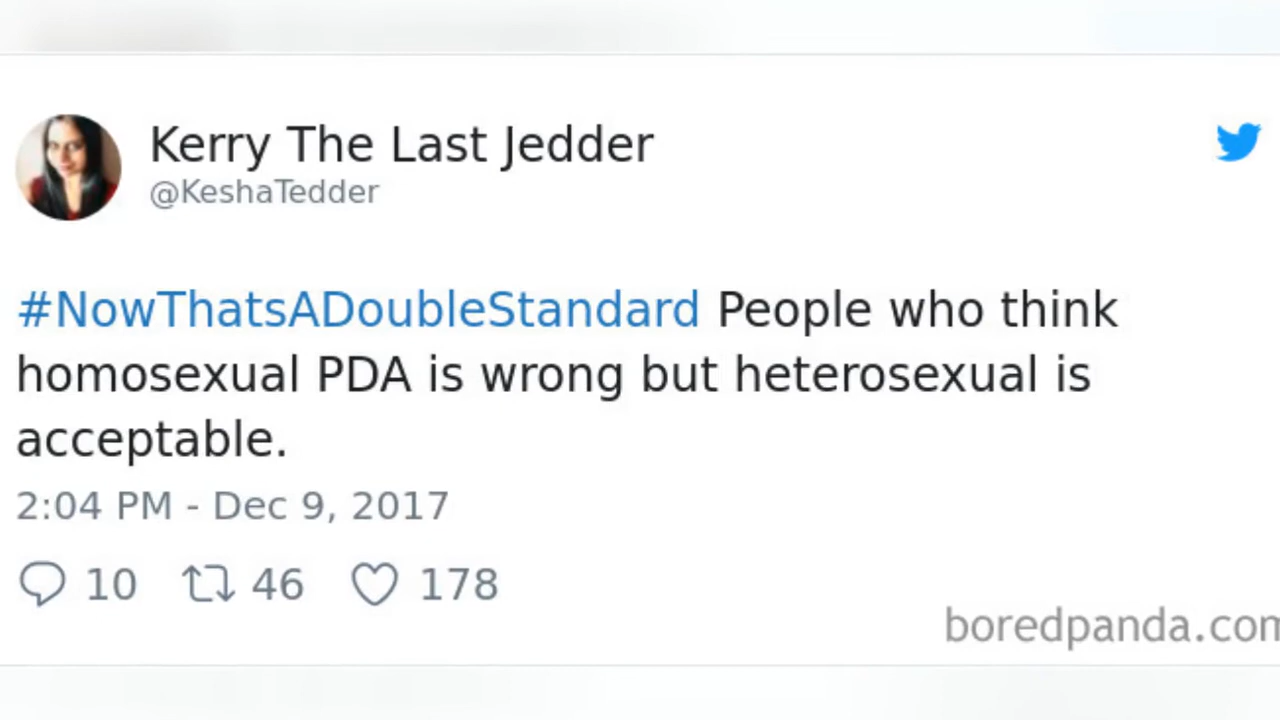 Kerry The Last Jedder
@KeshaTedder
#NowThatsADoubleStandard People who think
homosexual PDA is wrong but heterosexual is
acceptable.
2:04 PM - Dec 9, 2017
10 46 178
boredpanda.com